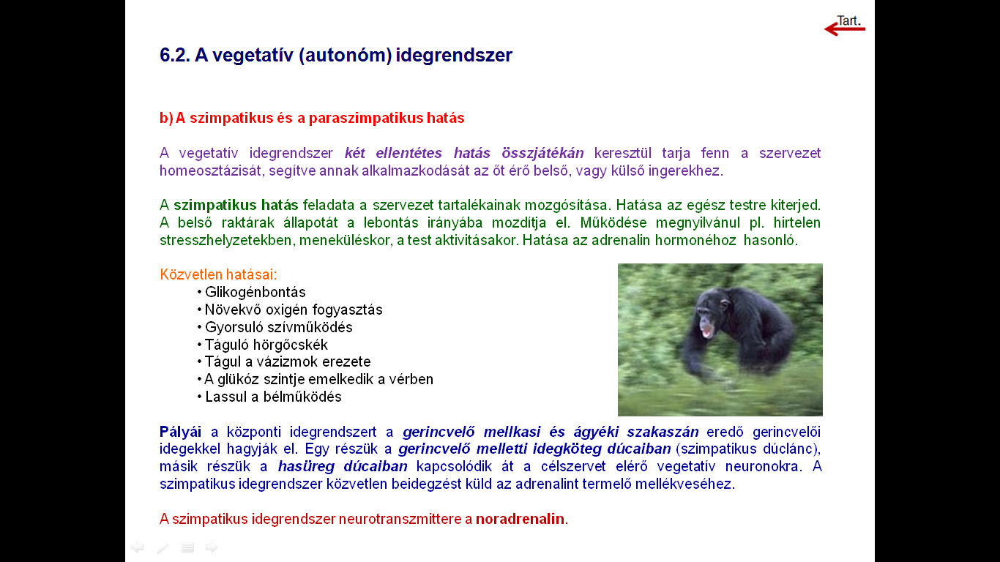 Tart.
6.2. A vegetatív (autonóm) idegrendszer
b) A szimpatikus és a paraszimpatikus hatás
A vegetatív idegrendszer két ellentétes hatás összjátékán keresztül tarja fenn a szervezet
homeosztázisát, segítve annak alkalmazkodását az őt érő belső, vagy külső ingerekhez.
A szimpatikus hatás feladata a szervezet tartalékainak mozgósítása. Hatása az egész testre kiterjed.
A belső raktárak állapotát a lebontás irányába mozdítja el. Működése megnyilvánul pl. hirtelen
stresszhelyzetekben, meneküléskor, a test aktivitásakor. Hatása az adrenalin hormonéhoz hasonló.
Közvetlen hatásai:
• Glikogénbontás
• Növekvő oxigén fogyasztás
• Gyorsuló szívműködés
• Táguló hörgőcskék
• Tágul a vázizmok erezete
• A glükóz szintje emelkedik a vérben
• Lassul a bélműködés
Pályái a központi idegrendszert a gerincvelő mellkasi és ágyéki szakaszán eredő gerincvelői
idegekkel hagyják el. Egy részük a gerincvelő melletti idegköteg dúcaiban (szimpatikus dúclánc),
másik részük a hasüreg dúcaiban kapcsolódik át a célszervet elérő vegetatív neuronokra. A
szimpatikus idegrendszer közvetlen beidegzést küld az adrenalint termelő mellékveséhez.
A szimpatikus idegrendszer neurotranszmittere a noradrenalin.